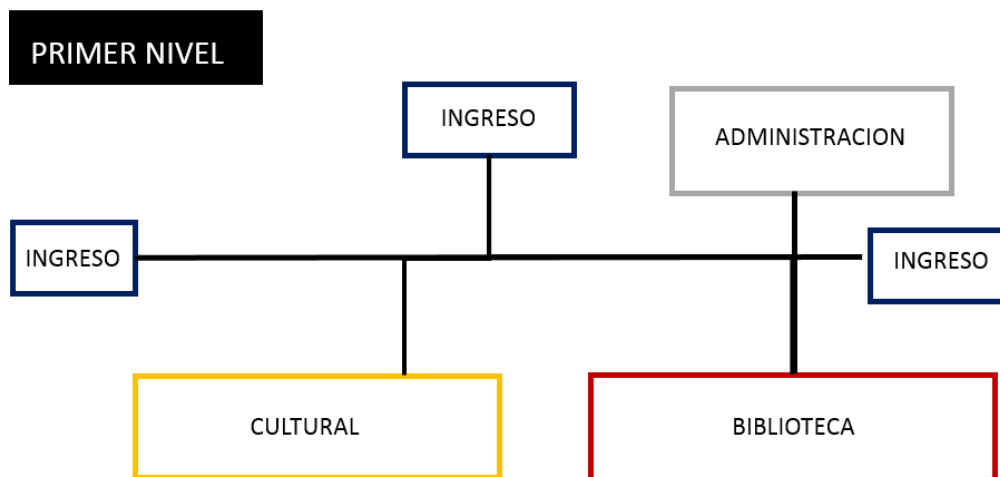 PRIMER NIVEL
INGRESO
ADMINISTRACION
INGRESO
INGRESO
CULTURAL
BIBLIOTECA